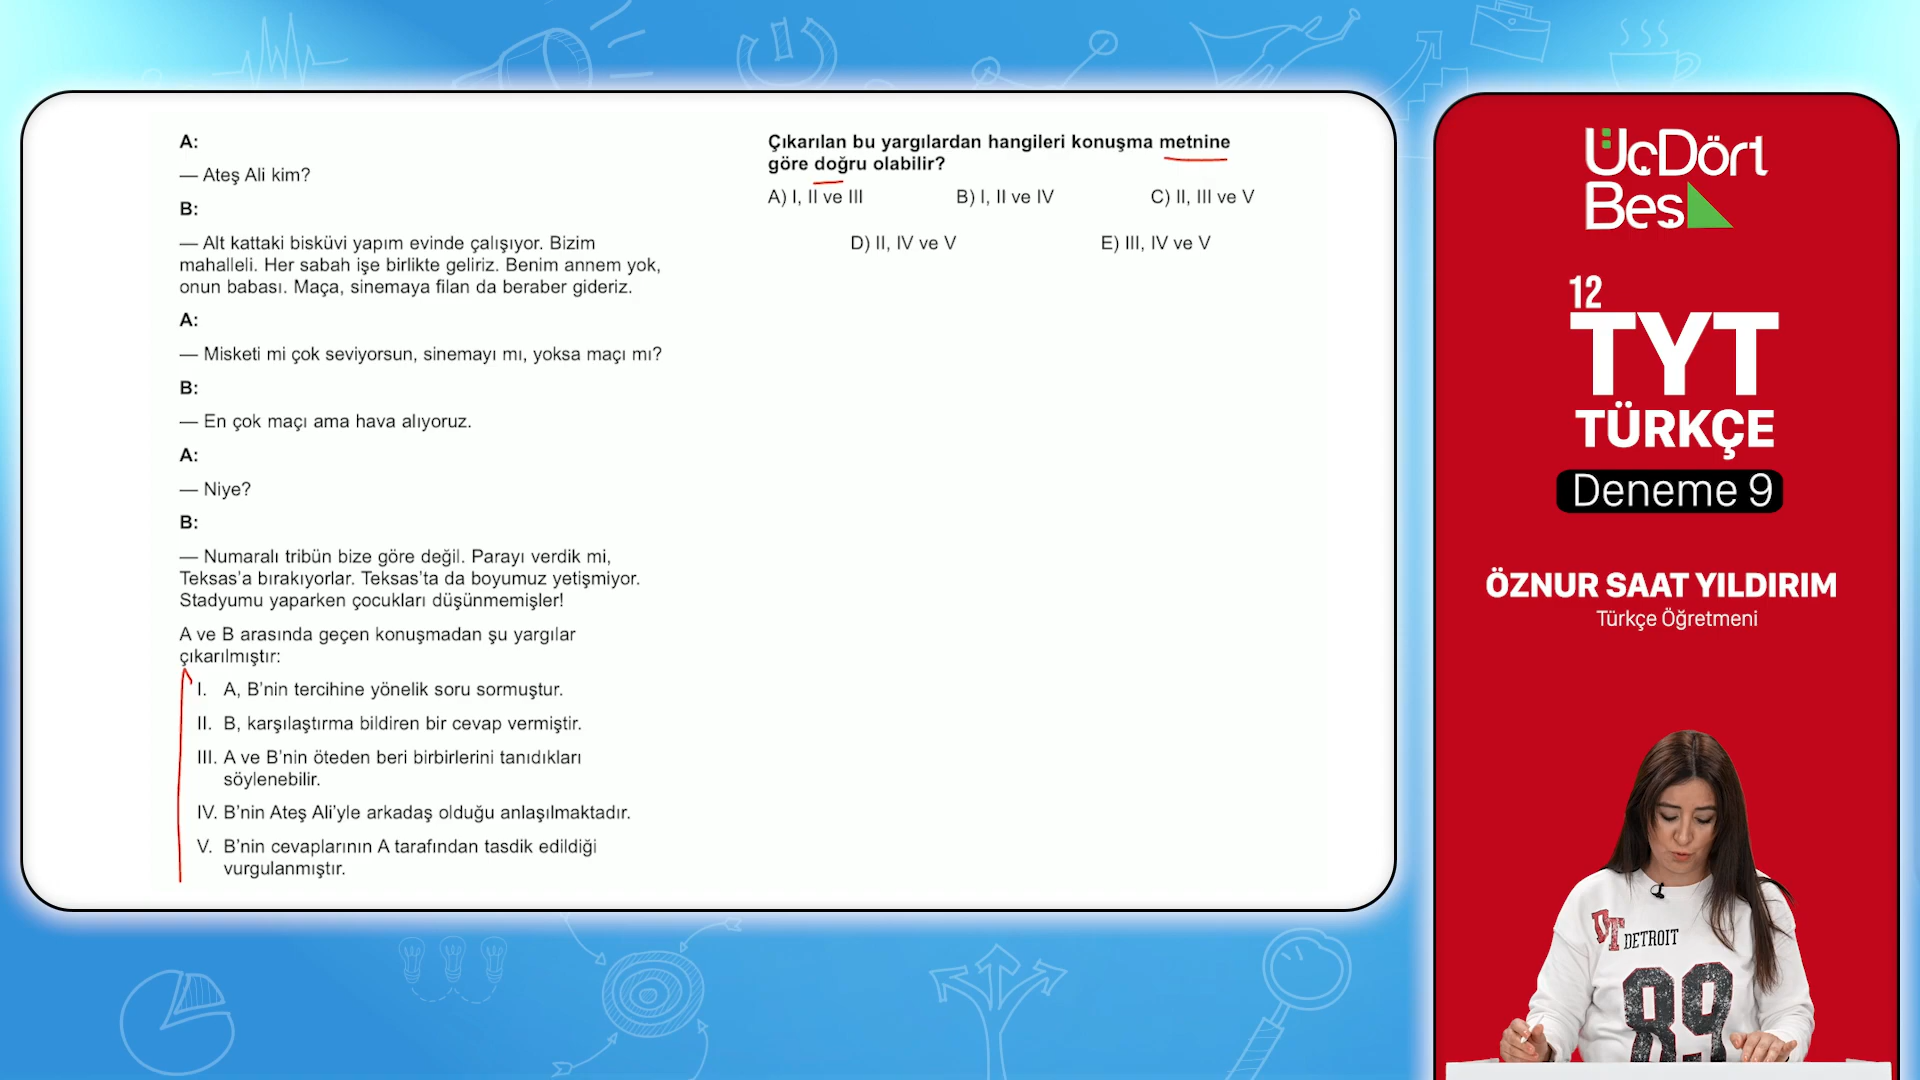 A:
— Ateş Ali kim?
B:
— Alt kattaki bisküvi yapım evinde çalışıyor. Bizim
mahalleli. Her sabah işe birlikte geliriz. Benim annem yok,
onun babası. Maça, sinemaya filan da beraber gideriz.
A:
— Misketi mi çok seviyorsun, sinemayı mı, yoksa maçı mı?
B:
— En çok maçı ama hava alıyoruz.
A:
— Niye?
B:
— Numaralı tribün bize göre değil. Parayı verdik mi,
Teksas’a bırakıyorlar. Teksas’ta da boyumuz yetişmiyor.
Stadyumu yaparken çocukları düşünmemişler!
A ve B arasında geçen konuşmadan şu yargılar
çıkarılmıştır:
I. A, B’nin tercihine yönelik soru sormuştur.
II. B, karşılaştırma bildiren bir cevap vermiştir.
III. A ve B’nin öteden beri birbirlerini tanıdıkları
söylenebilir.
IV. B’nin Ateş Ali’yle arkadaş olduğu anlaşılmaktadır.
V. B’nin cevaplarının A tarafından tasdik edildiği
vurgulanmıştır.
Çıkarılan bu yargılardan hangileri konuşma metnine
göre doğru olabilir?
A) I, II ve III B) I, II ve IV C) II, III ve V
D) II, IV ve V E) III, IV ve V
ÜçDört
Beş
12
TYT
TÜRKÇE
Deneme 9
ÖZNUR SAAT YILDIRIM
Türkçe Öğretmeni
DT DETROIT
89